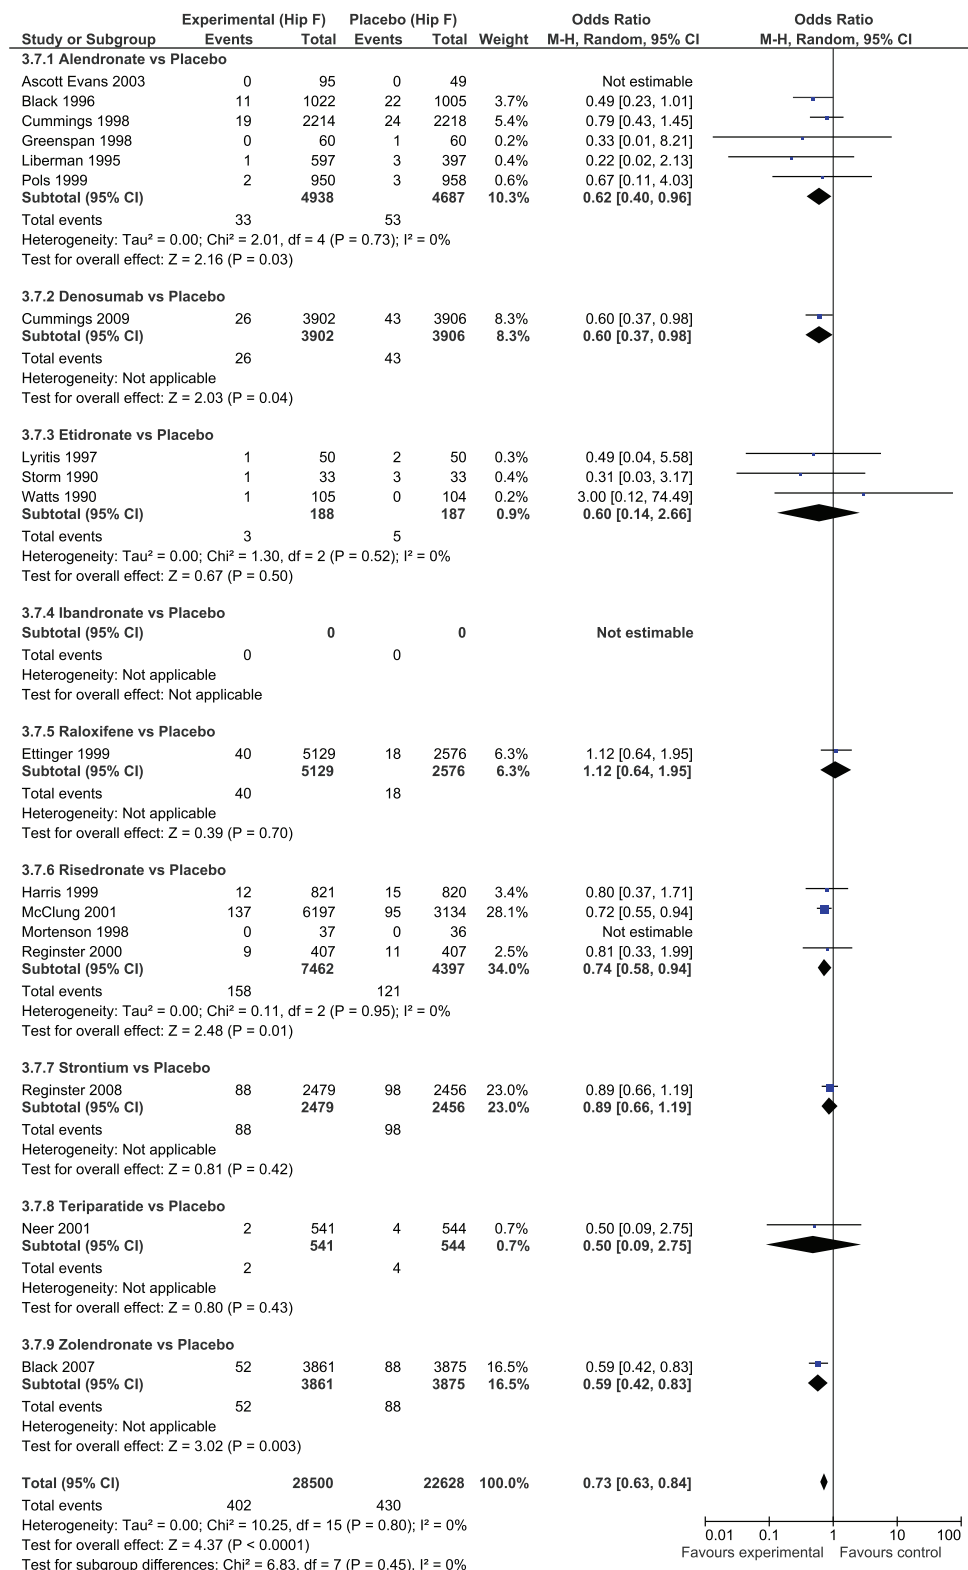 Experimental (Hip F) Placebo (Hip F) Odds Ratio Odds Ratio
Study or Subgroup Events Total Events Total Weight M-H, Random, 95% CI M-H, Random, 95% CI
3.7.1 Alendronate vs Placebo
Ascott Evans 2003 0 95 0 49 Not estimable
Black 1996 11 1022 22 1005 3.7% 0.49 [0.23, 1.01]
Cummings 1998 19 2214 24 2218 5.4% 0.79 [0.43, 1.45]
Greenspan 1998 0 60 1 60 0.2% 0.33 [0.01, 8.21]
Liberman 1995 1 597 3 397 0.4% 0.22 [0.02, 2.13]
Pols 1999 2 950 3 958 0.6% 0.67 [0.11, 4.03]
Subtotal (95% CI) 4938 4687 10.3% 0.62 [0.40, 0.96]
Total events 33 53
Heterogeneity: Tau² = 0.00; Chi² = 2.01, df = 4 (P = 0.73); I² = 0%
Test for overall effect: Z = 2.16 (P = 0.03)
3.7.2 Denosumab vs Placebo
Cummings 2009 26 3902 43 3906 8.3% 0.60 [0.37, 0.98]
Subtotal (95% CI) 3902 3906 8.3% 0.60 [0.37, 0.98]
Total events 26 43
Heterogeneity: Not applicable
Test for overall effect: Z = 2.03 (P = 0.04)
3.7.3 Etidronate vs Placebo
Lyritis 1997 1 50 2 50 0.3% 0.49 [0.04, 5.58]
Storm 1990 1 33 3 33 0.4% 0.31 [0.03, 3.17]
Watts 1990 1 105 0 104 0.2% 3.00 [0.12, 74.49]
Subtotal (95% CI) 188 187 0.9% 0.60 [0.14, 2.66]
Total events 3 5
Heterogeneity: Tau² = 0.00; Chi² = 1.30, df = 2 (P = 0.52); I² = 0%
Test for overall effect: Z = 0.67 (P = 0.50)
3.7.4 Ibandronate vs Placebo
Subtotal (95% CI) 0 0 Not estimable
Total events 0 0
Heterogeneity: Not applicable
Test for overall effect: Not applicable
3.7.5 Raloxifene vs Placebo
Ettinger 1999 40 5129 18 2576 6.3% 1.12 [0.64, 1.95]
Subtotal (95% CI) 5129 2576 6.3% 1.12 [0.64, 1.95]
Total events 40 18
Heterogeneity: Not applicable
Test for overall effect: Z = 0.39 (P = 0.70)
3.7.6 Risedronate vs Placebo
Harris 1999 12 821 15 820 3.4% 0.80 [0.37, 1.71]
McClung 2001 137 6197 95 3134 28.1% 0.72 [0.55, 0.94]
Mortenson 1998 0 37 0 36 Not estimable
Reginster 2000 9 407 11 407 2.5% 0.81 [0.33, 1.99]
Subtotal (95% CI) 7462 4397 34.0% 0.74 [0.58, 0.94]
Total events 158 121
Heterogeneity: Tau² = 0.00; Chi² = 0.11, df = 2 (P = 0.95); I² = 0%
Test for overall effect: Z = 2.48 (P = 0.01)
3.7.7 Strontium vs Placebo
Reginster 2008 88 2479 98 2456 23.0% 0.89 [0.66, 1.19]
Subtotal (95% CI) 2479 2456 23.0% 0.89 [0.66, 1.19]
Total events 88 98
Heterogeneity: Not applicable
Test for overall effect: Z = 0.81 (P = 0.42)
3.7.8 Teriparatide vs Placebo
Neer 2001 2 541 4 544 0.7% 0.50 [0.09, 2.75]
Subtotal (95% CI) 541 544 0.7% 0.50 [0.09, 2.75]
Total events 2 4
Heterogeneity: Not applicable
Test for overall effect: Z = 0.80 (P = 0.43)
3.7.9 Zolendronate vs Placebo
Black 2007 52 3861 88 3875 16.5% 0.59 [0.42, 0.83]
Subtotal (95% CI) 3861 3875 16.5% 0.59 [0.42, 0.83]
Total events 52 88
Heterogeneity: Not applicable
Test for overall effect: Z = 3.02 (P = 0.003)
Total (95% CI) 28500 22628 100.0% 0.73 [0.63, 0.84]
Total events 402 430
Heterogeneity: Tau² = 0.00; Chi² = 10.25, df = 15 (P = 0.80); I² = 0%
Test for overall effect: Z = 4.37 (P < 0.0001)
Test for subgroup differences: Chi² = 6.83, df = 7 (P = 0.45), I² = 0%
0.01 0.1 1 10 100
Favours experimental Favours control